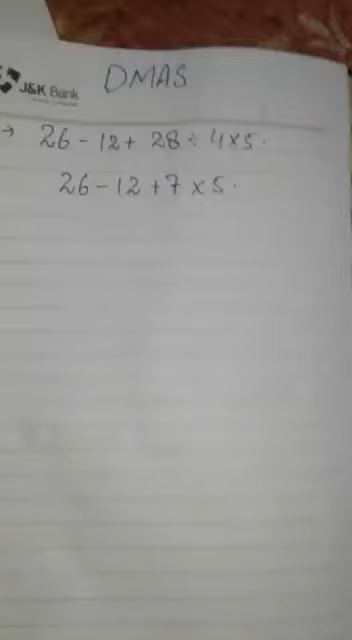 DMAS
J&K Bank
→ 26 - 12 + 28 ÷ 4 × 5.
26 - 12 + 7 × 5.